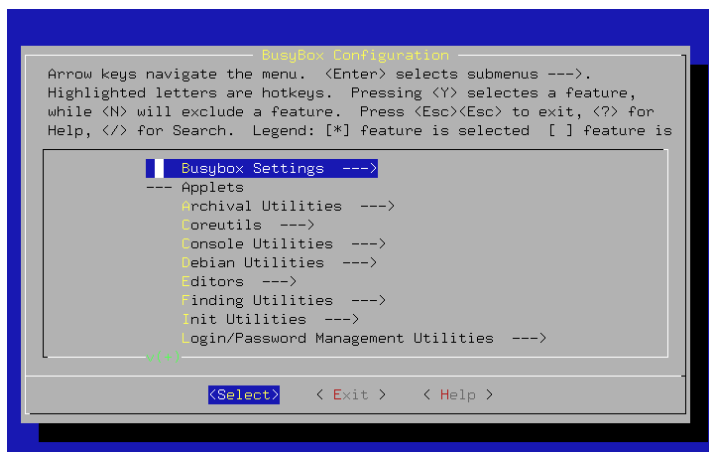 BusyBox Configuration
Arrow keys navigate the menu.  <Enter> selects submenus --->.
Highlighted letters are hotkeys.  Pressing <Y> selectes a feature,
while <N> will exclude a feature.  Press <Esc><Esc> to exit, <?> for
Help, </> for Search.  Legend: [*] feature is selected  [ ] feature is
Busybox Settings  --->
--- Applets
Archival Utilities  --->
Coreutils  --->
Console Utilities  --->
Debian Utilities  --->
Editors  --->
Finding Utilities  --->
Init Utilities  --->
Login/Password Management Utilities  --->
<Select>    < Exit >    < Help >